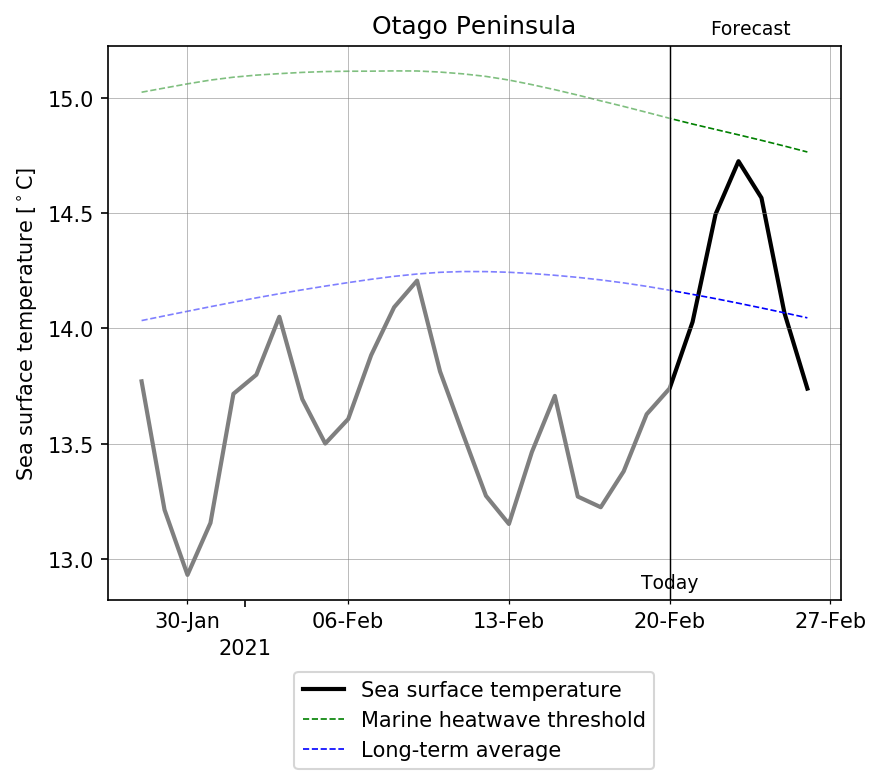 Otago Peninsula
Forecast
Sea surface temperature [ °C]
15.0
14.5
14.0
13.5
13.0
Today
30-Jan
06-Feb
13-Feb
20-Feb
27-Feb
2021
Sea surface temperature
Marine heatwave threshold
Long-term average